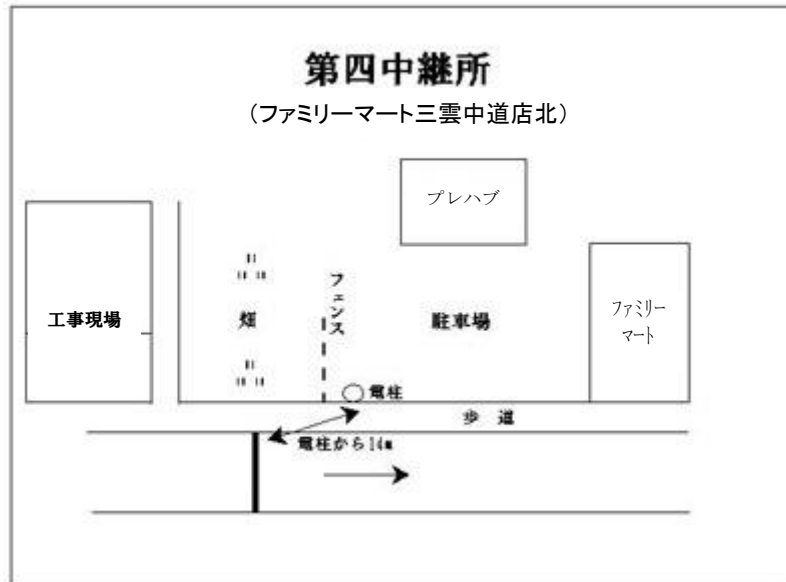 第四中継所
（ファミリーマート三雲中道店北）
プレハブ
工事現場
畑
フェンス
駐車場
ファミリー
マート
電柱
歩 道
電柱から14m